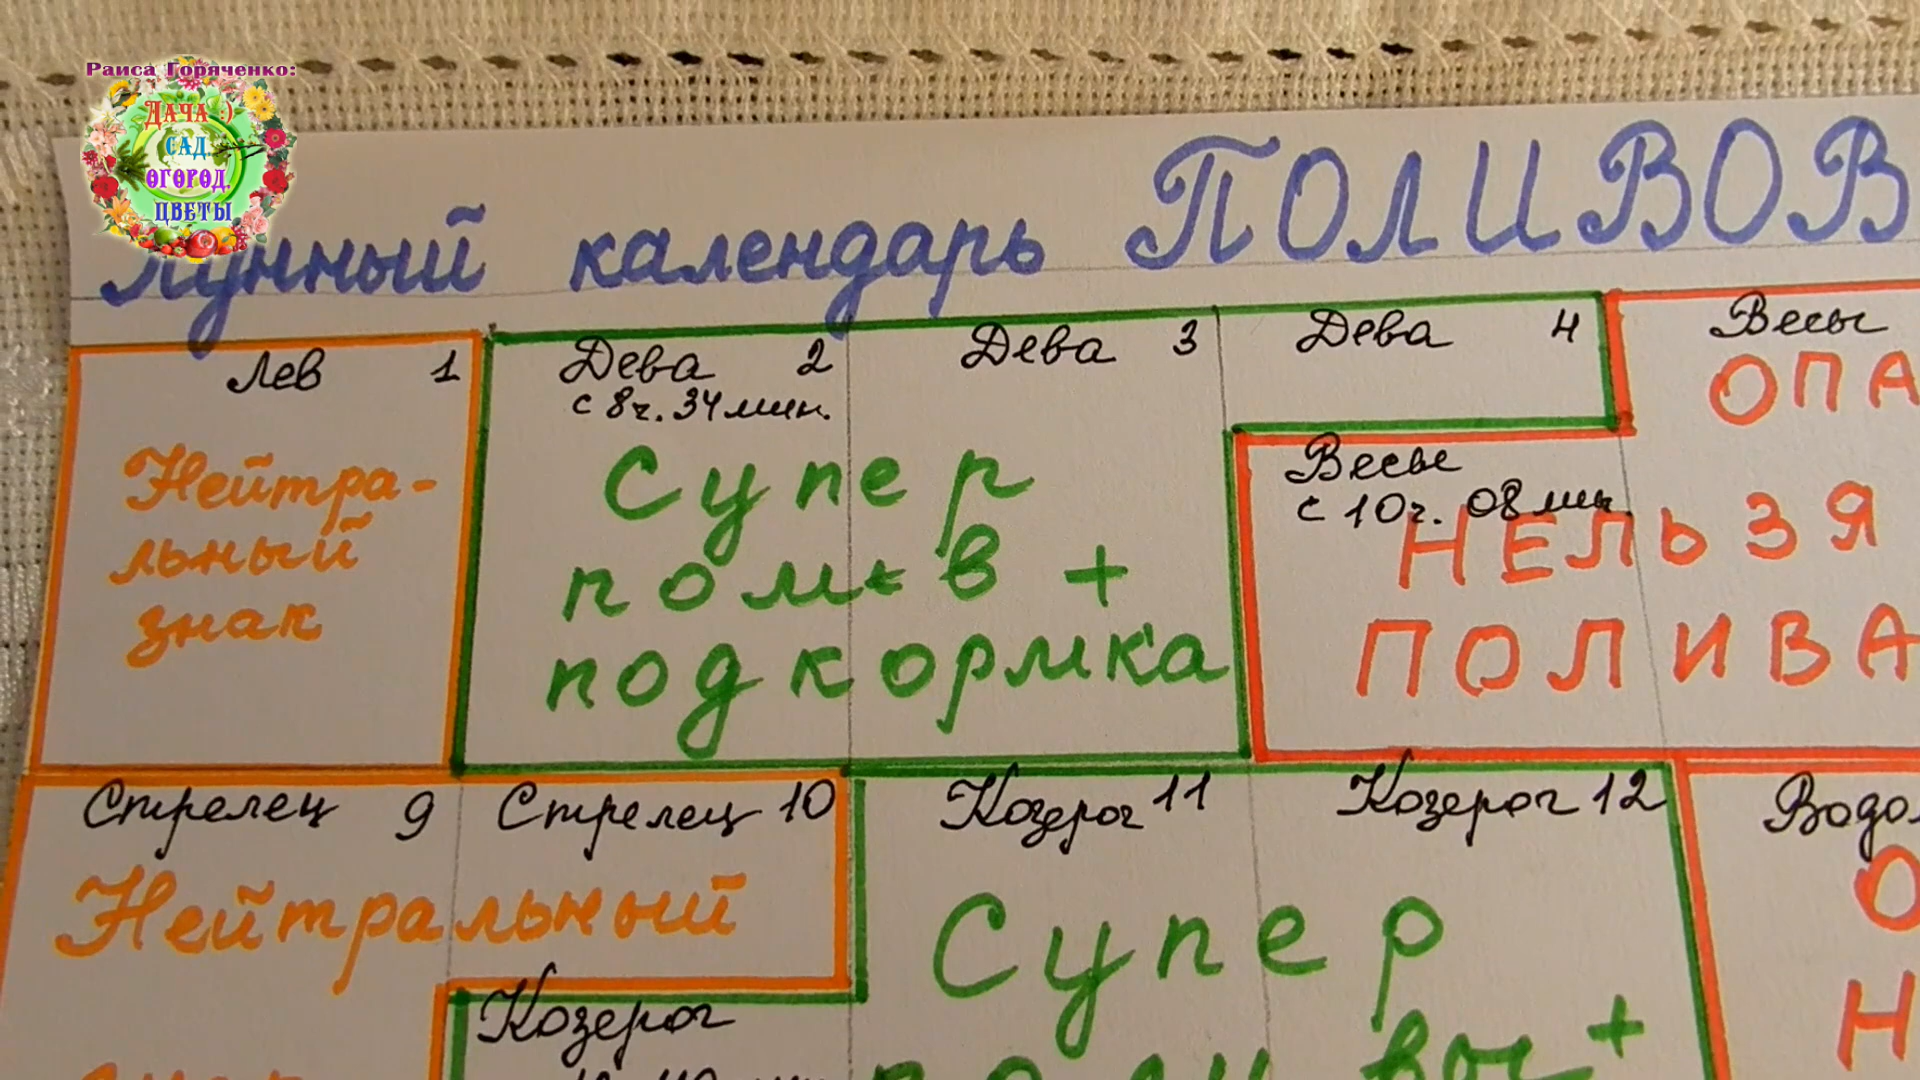 Раиса Горяченко:
Дача :)
сад,
огород,
цветы
Лунный календарь ПОЛИВОВ
Лев 1
Нейтра-
льный
знак
Дева 2
с 8ч. 34мин.
Дева 3
Супер
полив +
подкормка
Дева 4
Весы
с 10ч. 08 мин.
Весы
ОПА
НЕЛЬЗЯ
ПОЛИВА
Стрелец 9
Стрелец 10
Нейтральный
Козерог
Козерог 11
Козерог 12
Супер